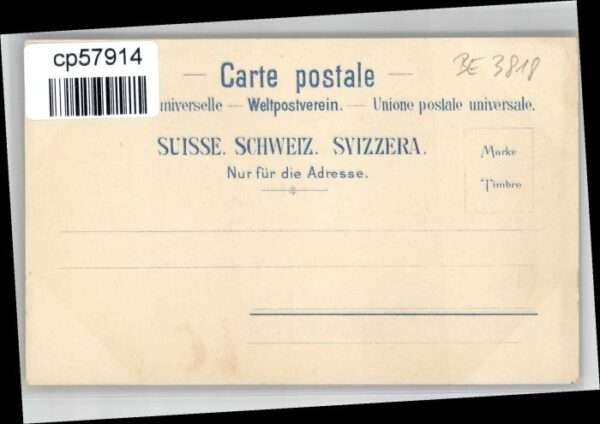 cp57914
BE 3818
— Carte postale —
universelle — Weltpostverein. — Unione postale universale.
SUISSE. SCHWEIZ. SVIZZERA.
Nur für die Adresse.
Marke
Timbre